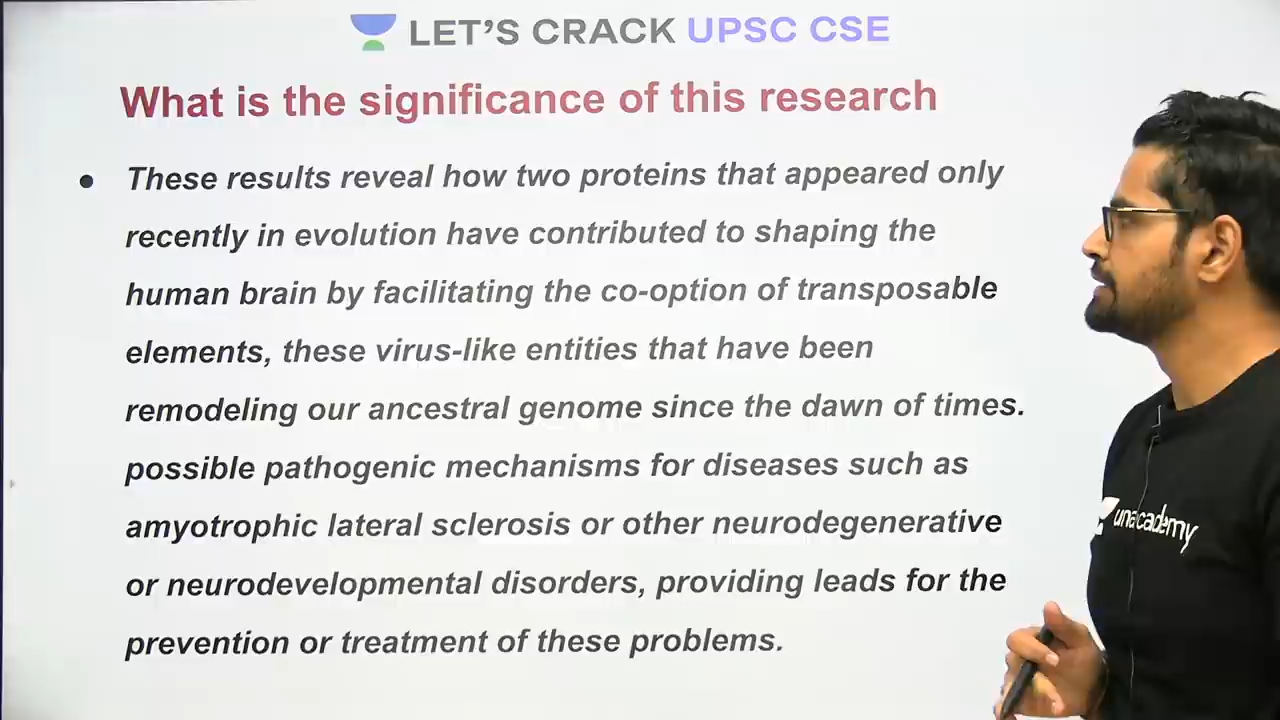 LET'S CRACK UPSC CSE
What is the significance of this research
These results reveal how two proteins that appeared only
recently in evolution have contributed to shaping the
human brain by facilitating the co-option of transposable
elements, these virus-like entities that have been
remodeling our ancestral genome since the dawn of times.
possible pathogenic mechanisms for diseases such as
amyotrophic lateral sclerosis or other neurodegenerative
or neurodevelopmental disorders, providing leads for the
prevention or treatment of these problems.
unacademy